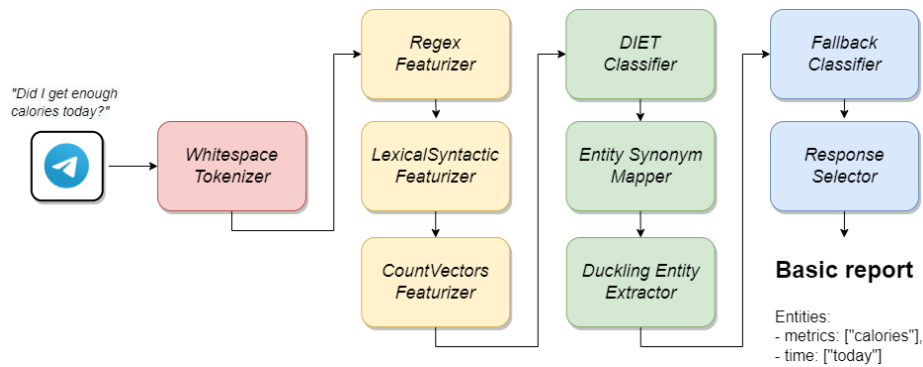 "Did I get enough
calories today?"
Whitespace
Tokenizer
Regex
Featurizer
LexicalSyntactic
Featurizer
CountVectors
Featurizer
DIET
Classifier
Entity Synonym
Mapper
Duckling Entity
Extractor
Fallback
Classifier
Response
Selector
Basic report
Entities:
- metrics: ["calories"],
- time: ["today"]